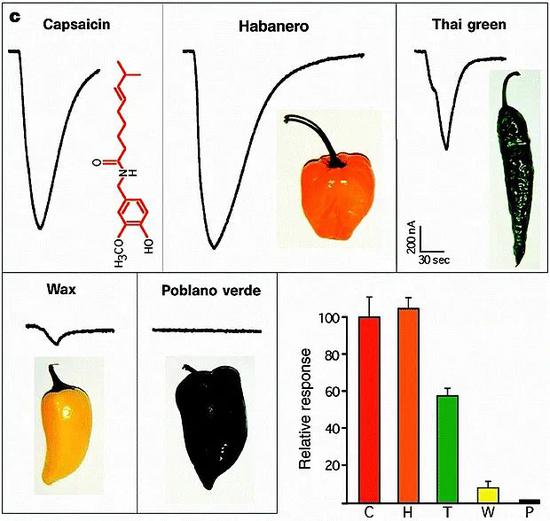 c
Capsaicin
Habanero
Thai green
O
N
H
H₃CO
HO
200 nA
30 sec
Wax
Poblano verde
Relative response
100
80
60
40
20
C H T W P